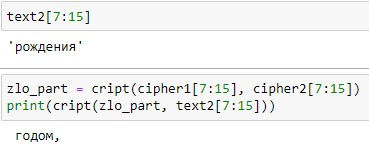 text2[7:15]
'рождения'
zlo_part = cript(cipher1[7:15], cipher2[7:15])
print(cript(zlo_part, text2[7:15]))
годом,